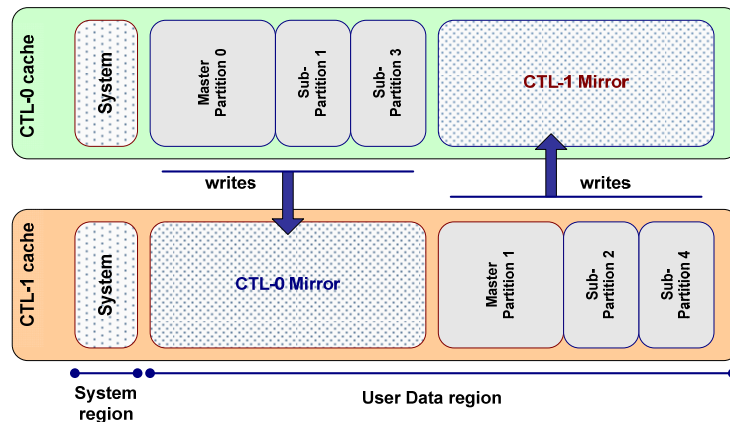 CTL-0 cache
System
Master
Partition 0
Sub-
Partition 1
Sub-
Partition 3
CTL-1 Mirror
writes
writes
CTL-1 cache
System
CTL-0 Mirror
Master
Partition 1
Sub-
Partition 2
Sub-
Partition 4
System
region
User Data region